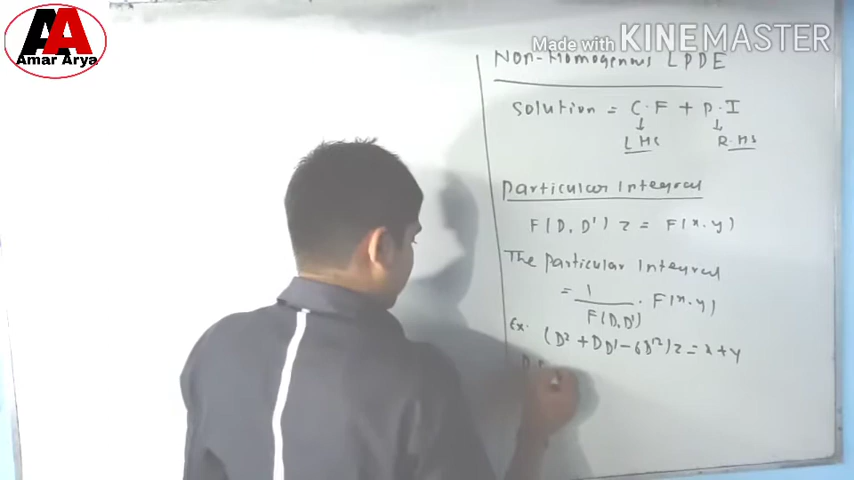 AA
Amar Arya
Made with KINEMASTER
Non-Homogenous LPDE
Solution = C.F + P.I
↓ ↓
LHS R.HS
Particular Integral
F(D, D') z = F(x.y)
The Particular Integral
= 1/F(D,D') . F(x.y)
Ex. (D² + DD' - 6D'²) z = x + y